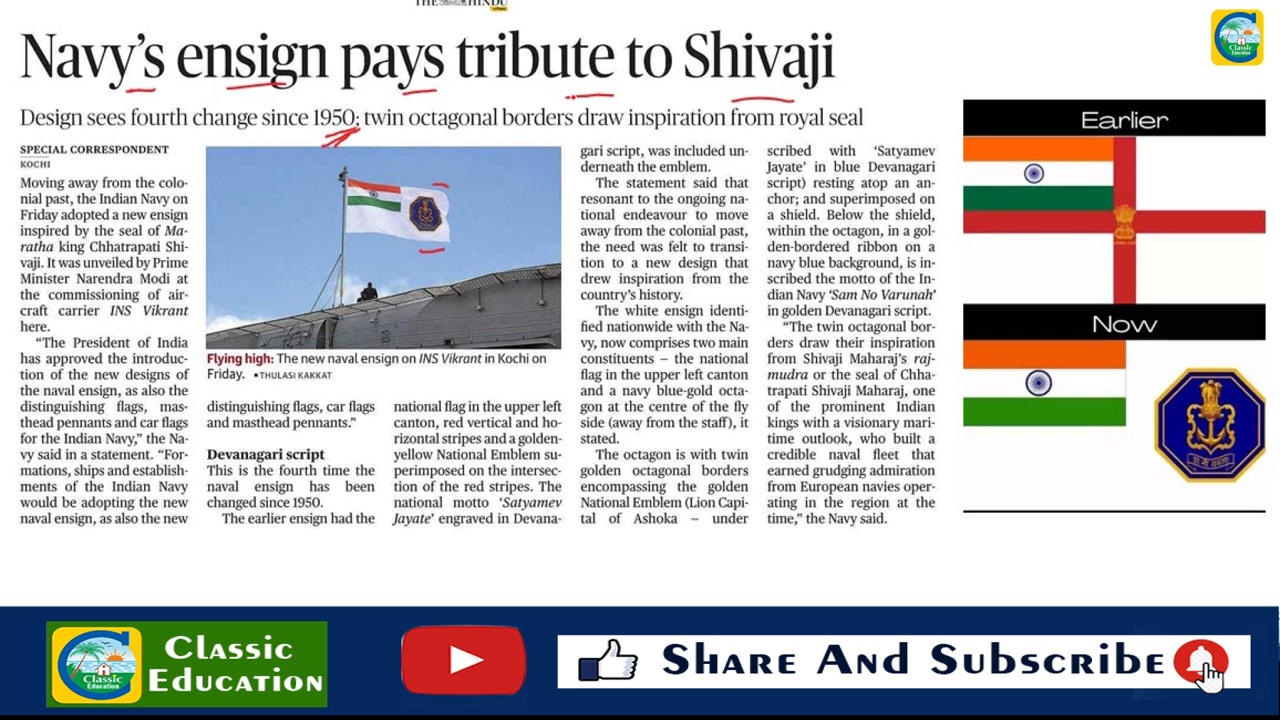 THE HINDU
Navy's ensign pays tribute to Shivaji
Design sees fourth change since 1950; twin octagonal borders draw inspiration from royal seal
SPECIAL CORRESPONDENT
KOCHI
Moving away from the colo-
nial past, the Indian Navy on
Friday adopted a new ensign
inspired by the seal of Ma-
ratha king Chhatrapati Shi-
vaji. It was unveiled by Prime
Minister Narendra Modi at
the commissioning of air-
craft carrier INS Vikrant
here.
“The President of India
has approved the introduc-
tion of the new designs of
the naval ensign, as also the
distinguishing flags, mas-
thead pennants and car flags
for the Indian Navy,” the Na-
vy said in a statement. “For-
mations, ships and establish-
ments of the Indian Navy
would be adopting the new
naval ensign, as also the new
Flying high: The new naval ensign on INS Vikrant in Kochi on
Friday. ▪THULASI KAKKAT
distinguishing flags, car flags
and masthead pennants.”
Devanagari script
This is the fourth time the
naval ensign has been
changed since 1950.
The earlier ensign had the
national flag in the upper left
canton, red vertical and ho-
rizontal stripes and a golden-
yellow National Emblem su-
perimposed on the intersec-
tion of the red stripes. The
national motto ‘Satyamev
Jayate’ engraved in Devana-
gari script, was included un-
derneath the emblem.
The statement said that
resonant to the ongoing na-
tional endeavour to move
away from the colonial past,
the need was felt to transi-
tion to a new design that
drew inspiration from the
country's history.
The white ensign identi-
fied nationwide with the Na-
vy, now comprises two main
constituents – the national
flag in the upper left canton
and a navy blue-gold octa-
gon at the centre of the fly
side (away from the staff), it
stated.
The octagon is with twin
golden octagonal borders
encompassing the golden
National Emblem (Lion Capi-
tal of Ashoka – under
scribed with ‘Satyamev
Jayate’ in blue Devanagari
script) resting atop an an-
chor; and superimposed on
a shield. Below the shield,
within the octagon, in a gol-
den-bordered ribbon on a
navy blue background, is in-
scribed the motto of the In-
dian Navy ‘Sam No Varunah’
in golden Devanagari script.
“The twin octagonal bor-
ders draw their inspiration
from Shivaji Maharaj's raj-
mudra or the seal of Chha-
trapati Shivaji Maharaj, one
of the prominent Indian
kings with a visionary mari-
time outlook, who built a
credible naval fleet that
earned grudging admiration
from European navies oper-
ating in the region at the
time,” the Navy said.
Classic
Education
Earlier
Now
Classic
Education
CLASSIC
EDUCATION
SHARE AND SUBSCRIBE